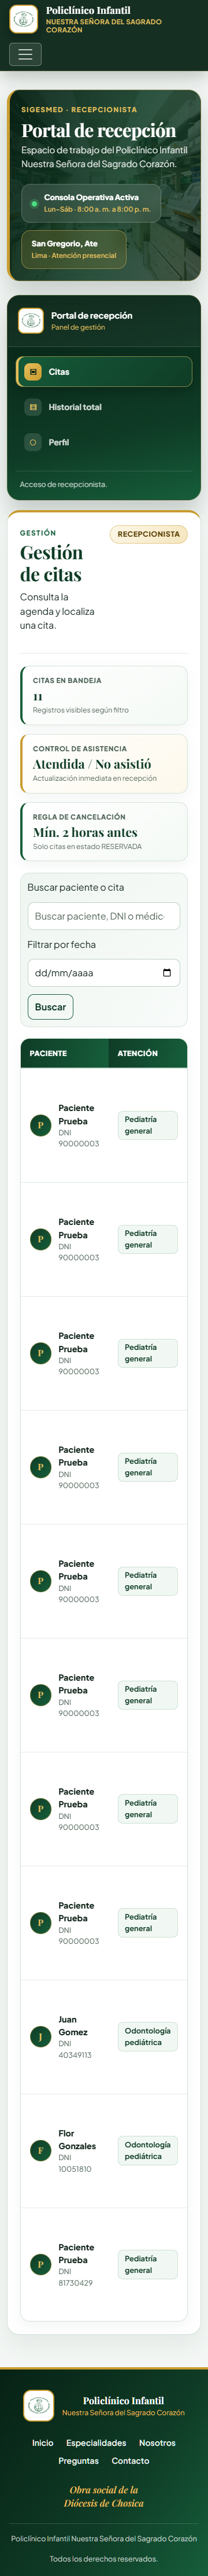 Policlínico Infantil
NUESTRA SEÑORA DEL SAGRADO
CORAZÓN
SIGESMED · RECEPCIONISTA
Portal de recepción
Espacio de trabajo del Policlínico Infantil
Nuestra Señora del Sagrado Corazón.
Consola Operativa Activa
Lun-Sáb · 8:00 a. m. a 8:00 p. m.
San Gregorio, Ate
Lima · Atención presencial
Portal de recepción
Panel de gestión
Citas
Historial total
Perfil
Acceso de recepcionista.
GESTIÓN
RECEPCIONISTA
Gestión
de citas
Consulta la
agenda y localiza
una cita.
CITAS EN BANDEJA
11
Registros visibles según filtro
CONTROL DE ASISTENCIA
Atendida / No asistió
Actualización inmediata en recepción
REGLA DE CANCELACIÓN
Mín. 2 horas antes
Solo citas en estado RESERVADA
Buscar paciente o cita
Buscar paciente, DNI o médic
Filtrar por fecha
dd/mm/aaaa
Buscar
PACIENTE ATENCIÓN
P
Paciente
Prueba
DNI
90000003
Pediatría
general
P
Paciente
Prueba
DNI
90000003
Pediatría
general
P
Paciente
Prueba
DNI
90000003
Pediatría
general
P
Paciente
Prueba
DNI
90000003
Pediatría
general
P
Paciente
Prueba
DNI
90000003
Pediatría
general
P
Paciente
Prueba
DNI
90000003
Pediatría
general
P
Paciente
Prueba
DNI
90000003
Pediatría
general
P
Paciente
Prueba
DNI
90000003
Pediatría
general
J
Juan
Gomez
DNI
40349113
Odontología
pediátrica
F
Flor
Gonzales
DNI
10051810
Odontología
pediátrica
P
Paciente
Prueba
DNI
81730429
Pediatría
general
Policlínico Infantil
Nuestra Señora del Sagrado Corazón
Inicio Especialidades Nosotros
Preguntas Contacto
Obra social de la
Diócesis de Chosica
Policlínico Infantil Nuestra Señora del Sagrado Corazón
Todos los derechos reservados.